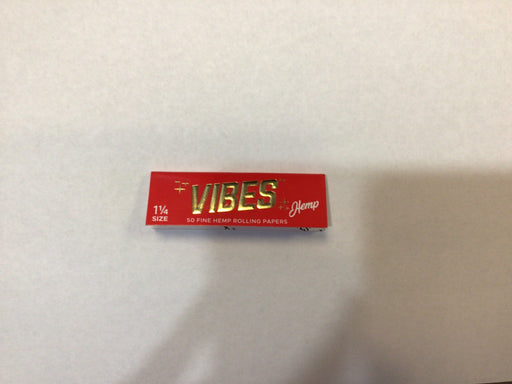 VIBES
1¼
SIZE
Hemp
50 FINE HEMP ROLLING PAPERS